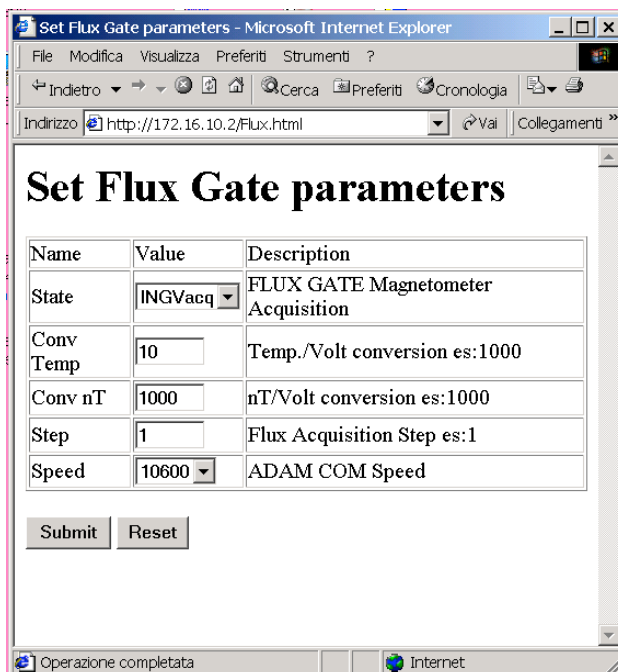 Set Flux Gate parameters - Microsoft Internet Explorer
File Modifica Visualizza Preferiti Strumenti ?
Indietro Cerca Preferiti Cronologia
Indirizzo http://172.16.10.2/Flux.html Vai Collegamenti »
Set Flux Gate parameters
Name Value Description
State INGVacq FLUX GATE Magnetometer
Acquisition
Conv
Temp 10 Temp./Volt conversion es:1000
Conv nT 1000 nT/Volt conversion es:1000
Step 1 Flux Acquisition Step es:1
Speed 10600 ADAM COM Speed
Submit Reset
Operazione completata Internet